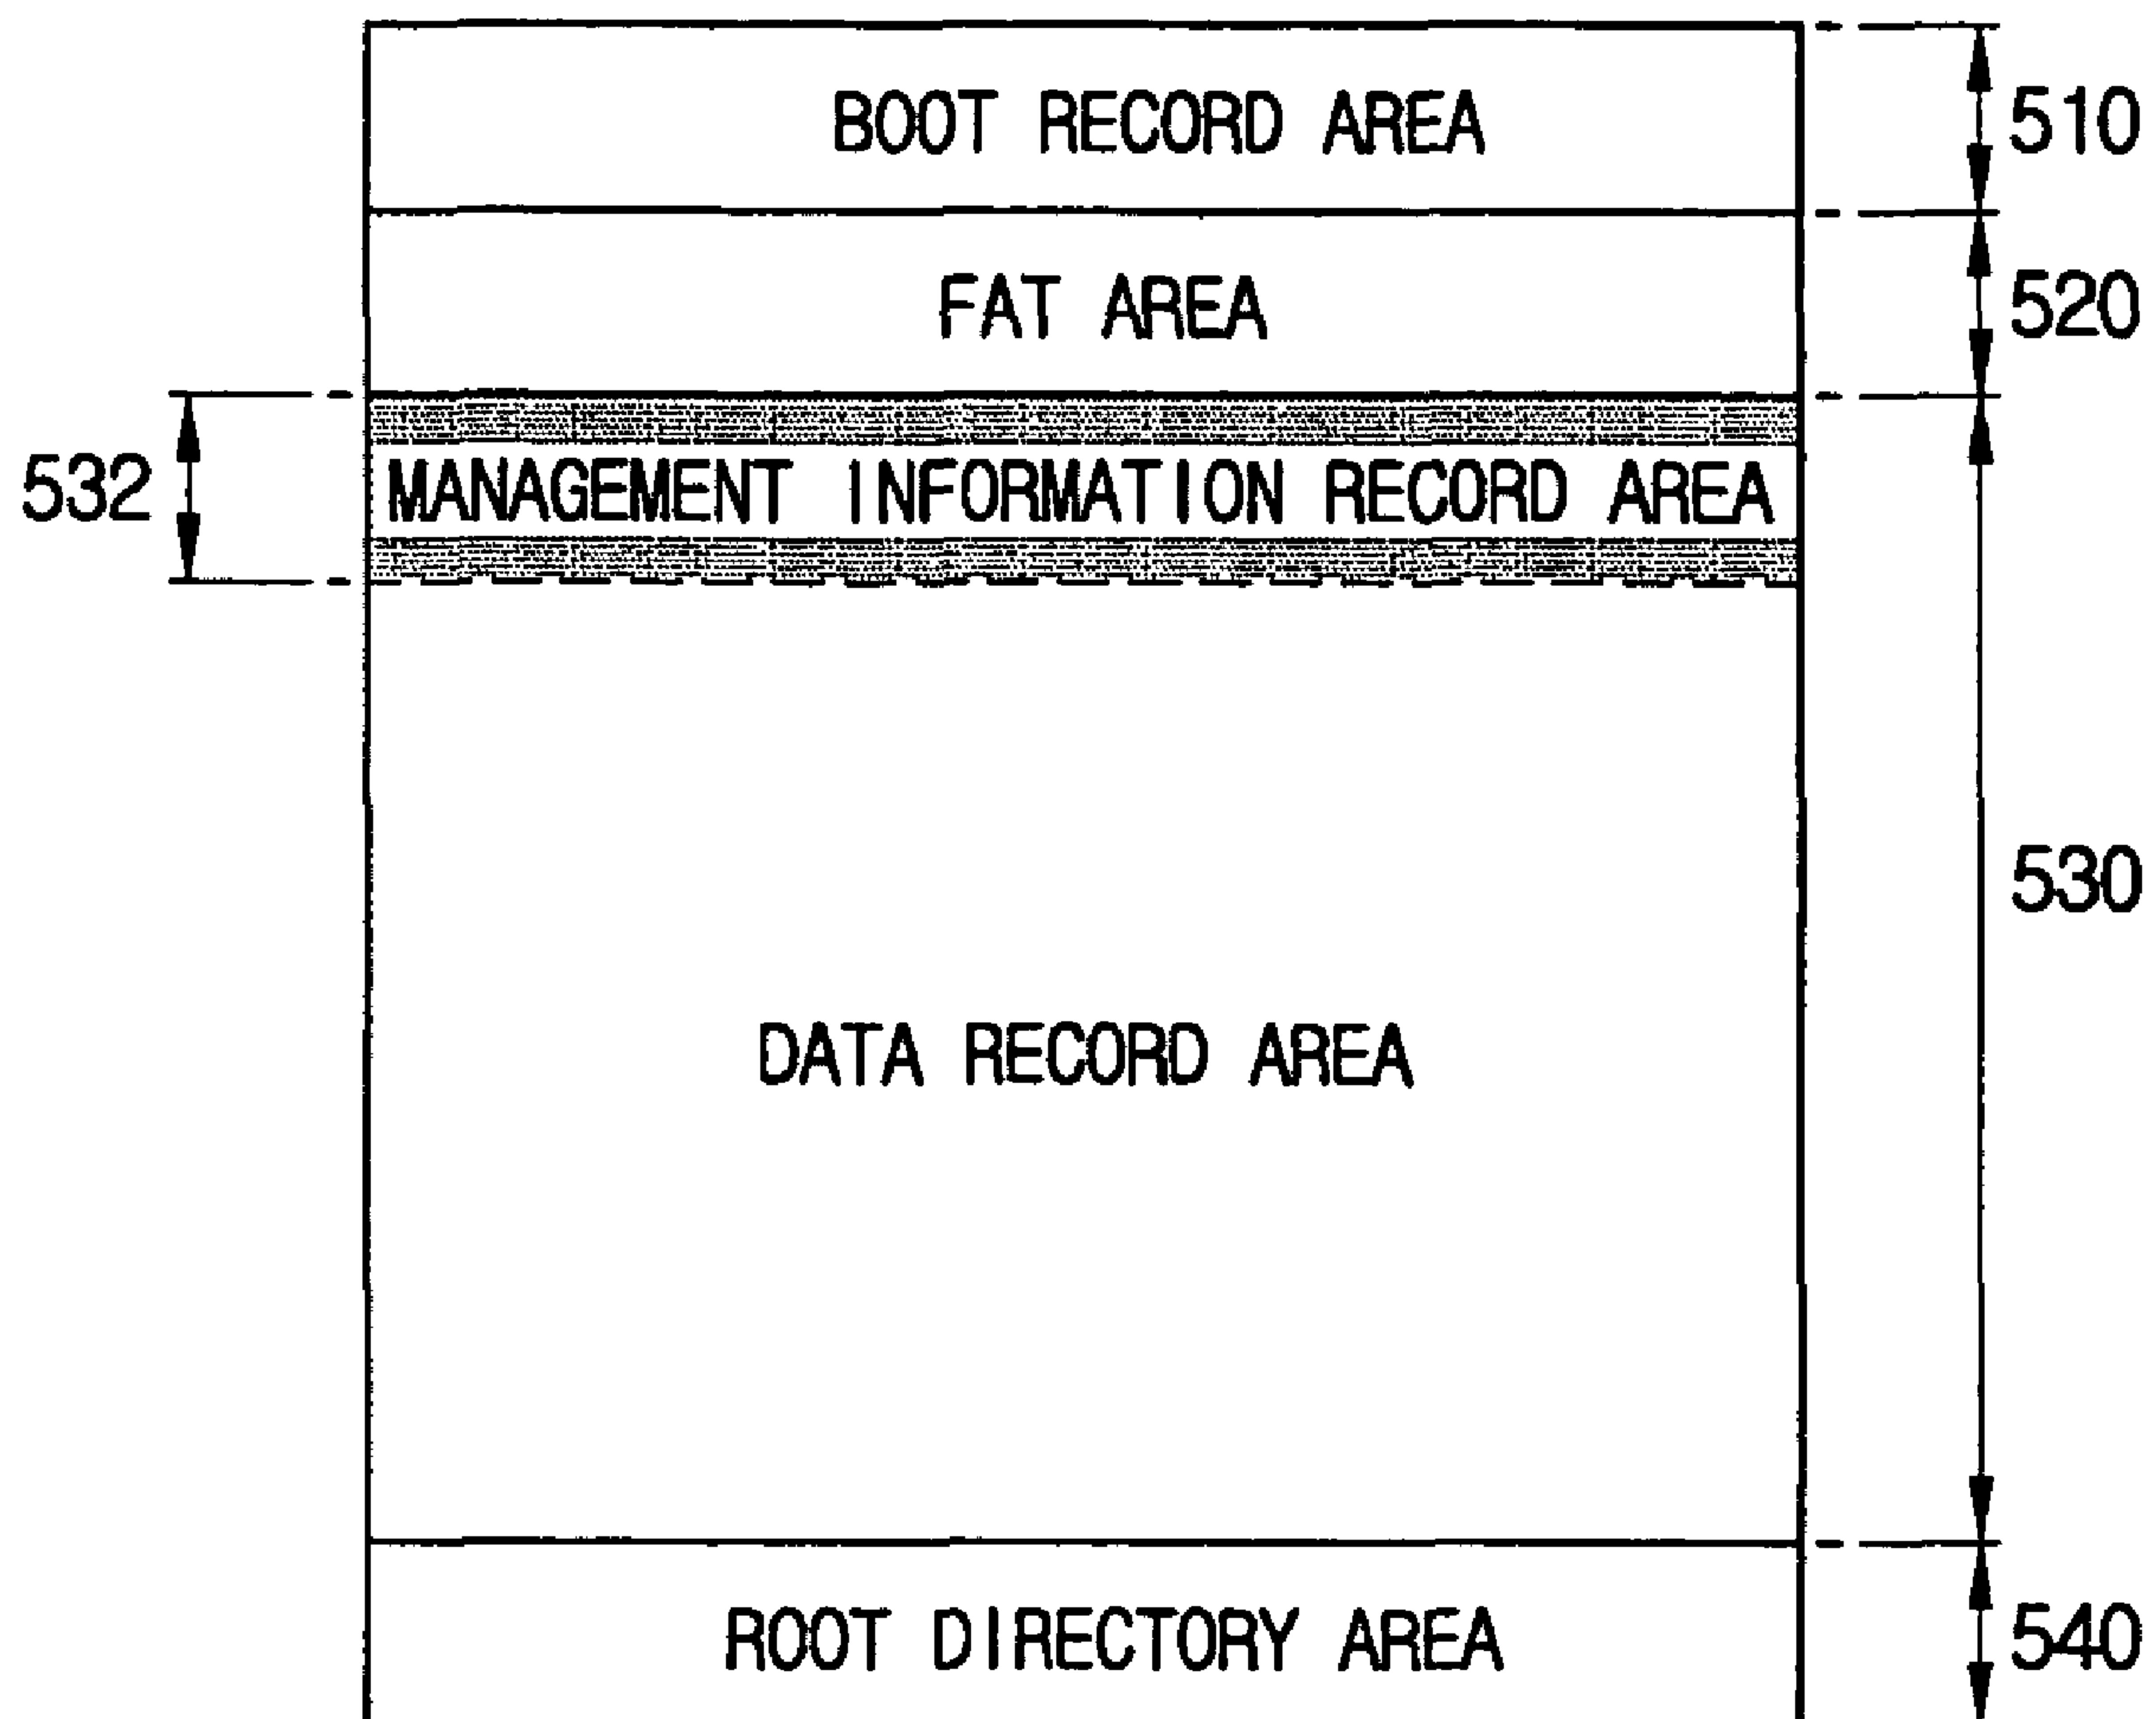 BOOT RECORD AREA
510
FAT AREA
520
532
MANAGEMENT INFORMATION RECORD AREA
530
DATA RECORD AREA
ROOT DIRECTORY AREA
540